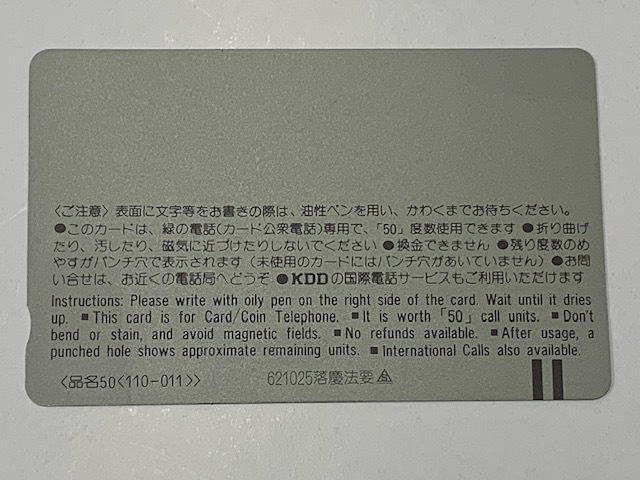 〈ご注意〉表面に文字等をお書きの際は、油性ペンを用い、かわくまでお待ちください。
●このカードは、緑の電話(カード公衆電話)専用で、「50」度数使用できます ●折り曲げ
たり、汚したり、磁気に近づけたりしないでください ●換金できません ●残り度数のめ
やすがパンチ穴で表示されます(未使用のカードにはパンチ穴があいていません) ●お問
い合せは、お近くの電話局へどうぞ ●KDDの国際電話サービスもご利用いただけます
Instructions: Please write with oily pen on the right side of the card. Wait until it dries
up. ■This card is for Card/Coin Telephone. ■It is worth「50」call units. ■Don't
bend or stain, and avoid magnetic fields. ■No refunds available. ■After usage, a
punched hole shows approximate remaining units. ■International Calls also available.
〈品名50〈110-011〉〉 621025落慶法要